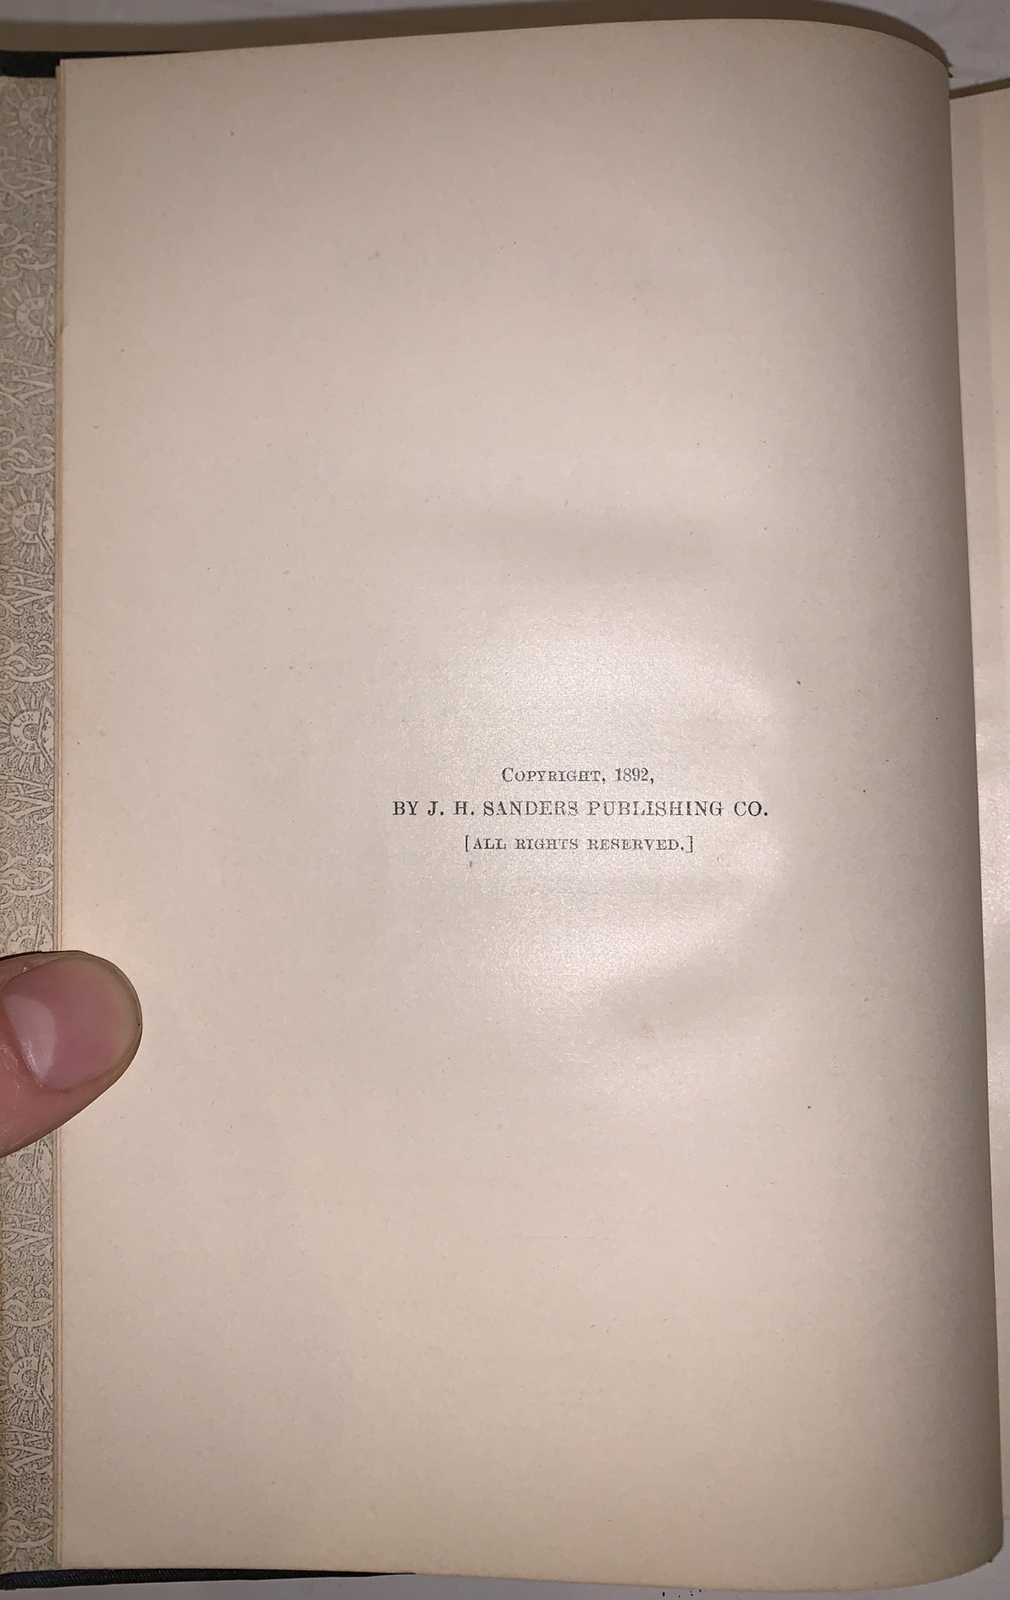 Copyright, 1892,
BY J. H. SANDERS PUBLISHING CO.
[ALL RIGHTS RESERVED.]